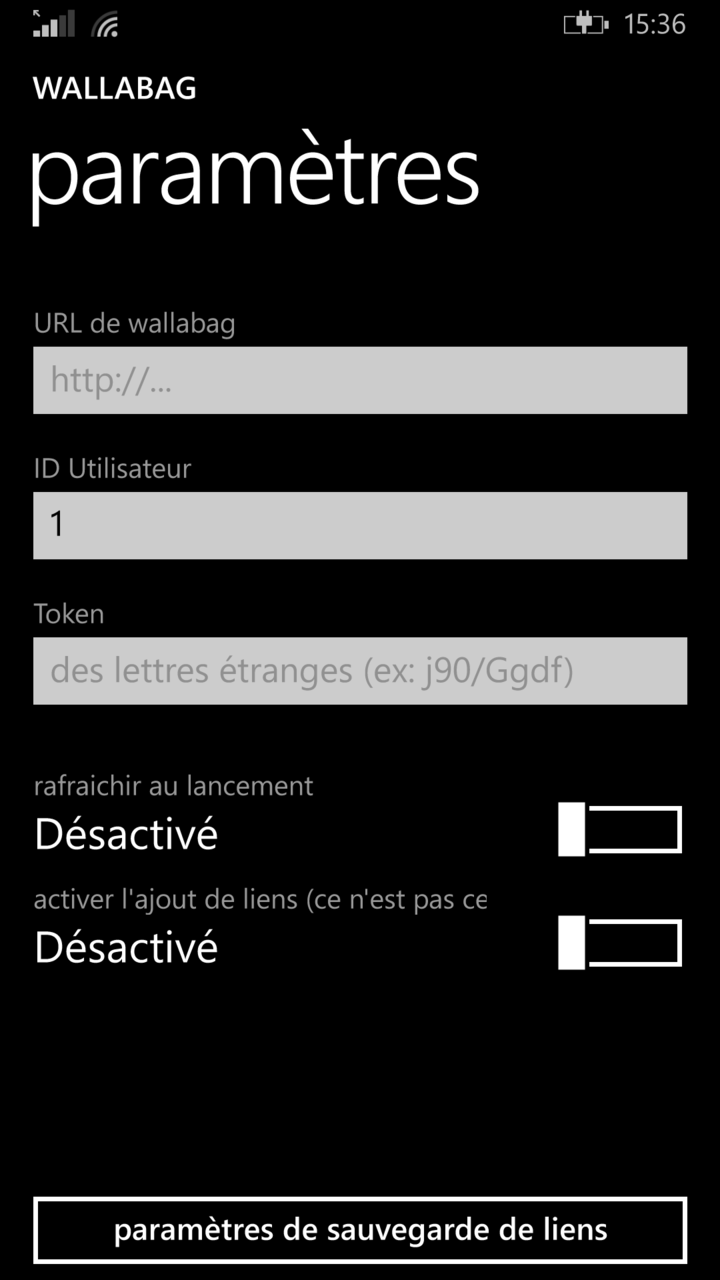 15:36
WALLABAG
paramètres
URL de wallabag
http://...
ID Utilisateur
1
Token
des lettres étranges (ex: j90/Ggdf)
rafraichir au lancement
Désactivé
activer l'ajout de liens (ce n'est pas ce
Désactivé
paramètres de sauvegarde de liens